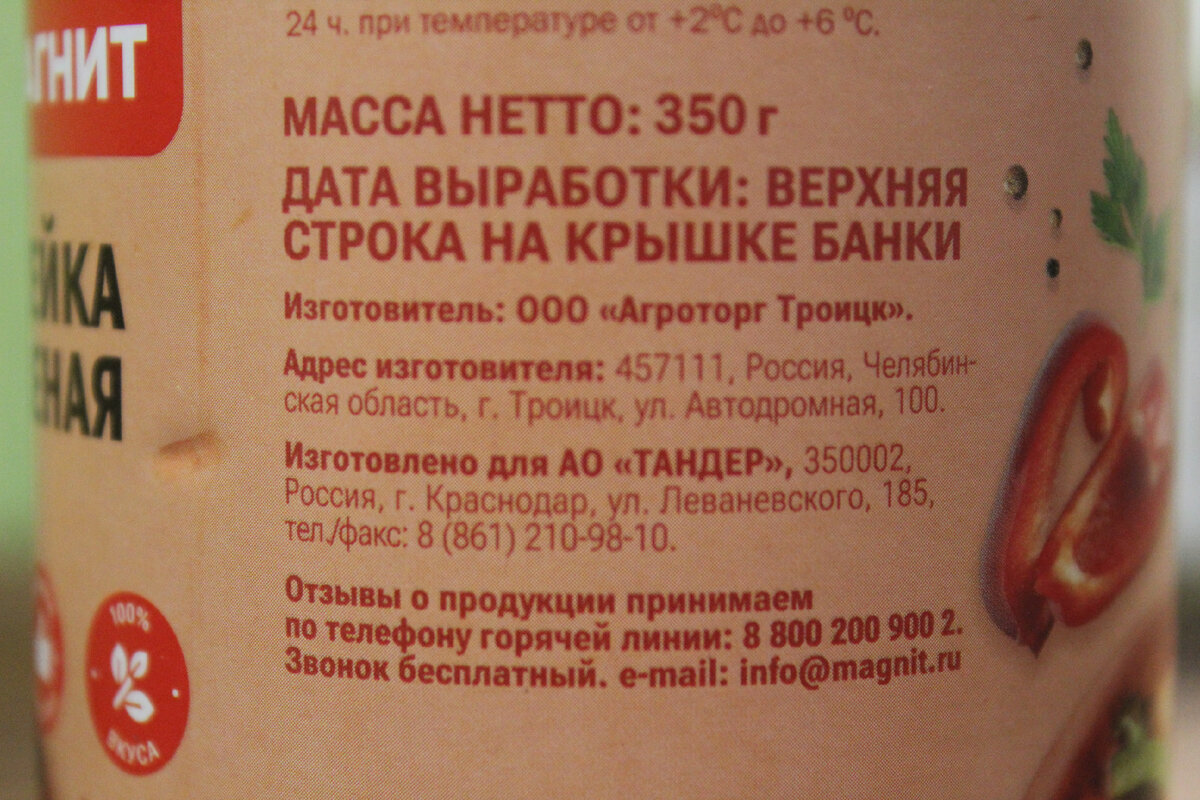 24 ч. при температуре от +2°С до +6 °С.
МАССА НЕТТО: 350 г
ДАТА ВЫРАБОТКИ: ВЕРХНЯЯ
СТРОКА НА КРЫШКЕ БАНКИ
Изготовитель: ООО «Агроторг Троицк».
Адрес изготовителя: 457111, Россия, Челябин-
ская область, г. Троицк, ул. Автодромная, 100.
Изготовлено для АО «ТАНДЕР», 350002,
Россия, г. Краснодар, ул. Леваневского, 185,
тел./факс: 8 (861) 210-98-10.
Отзывы о продукции принимаем
по телефону горячей линии: 8 800 200 900 2.
Звонок бесплатный. e-mail: info@magnit.ru
100%
ВКУСА